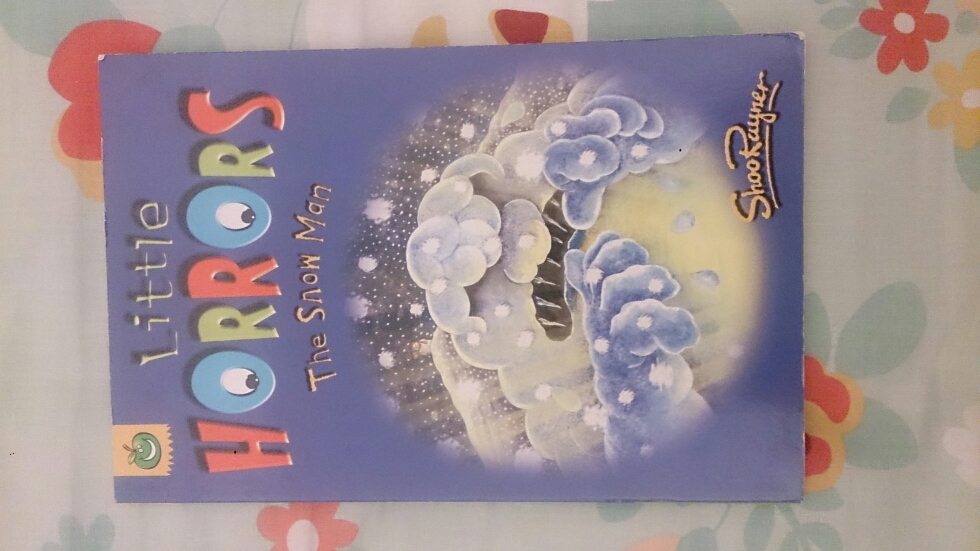 Little
HORRORS
The Snow Man
Shoo Rayner